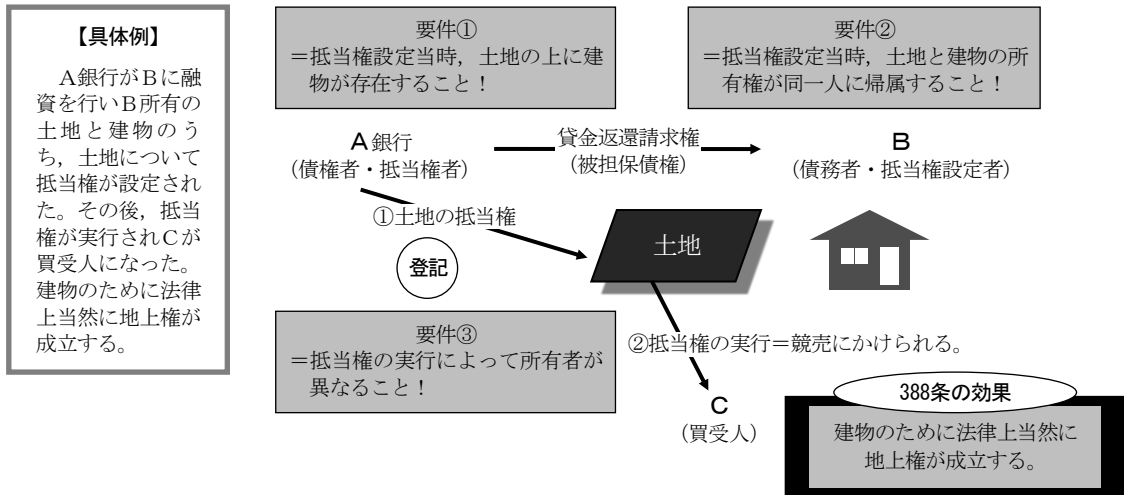 【具体例】
A銀行がBに融
資を行いB所有の
土地と建物のう
ち，土地について
抵当権が設定され
た。その後，抵当
権が実行されCが
買受人になった。
建物のために法律
上当然に地上権が
成立する。
要件①
＝抵当権設定当時，土地の上に建
物が存在すること！
要件②
＝抵当権設定当時，土地と建物の所
有権が同一人に帰属すること！
A銀行
（債権者・抵当権者）
貸金返還請求権
（被担保債権）
B
（債務者・抵当権設定者）
①土地の抵当権
登記
土地
要件③
＝抵当権の実行によって所有者が
異なること！
②抵当権の実行＝競売にかけられる。
C
（買受人）
388条の効果
建物のために法律上当然に
地上権が成立する。